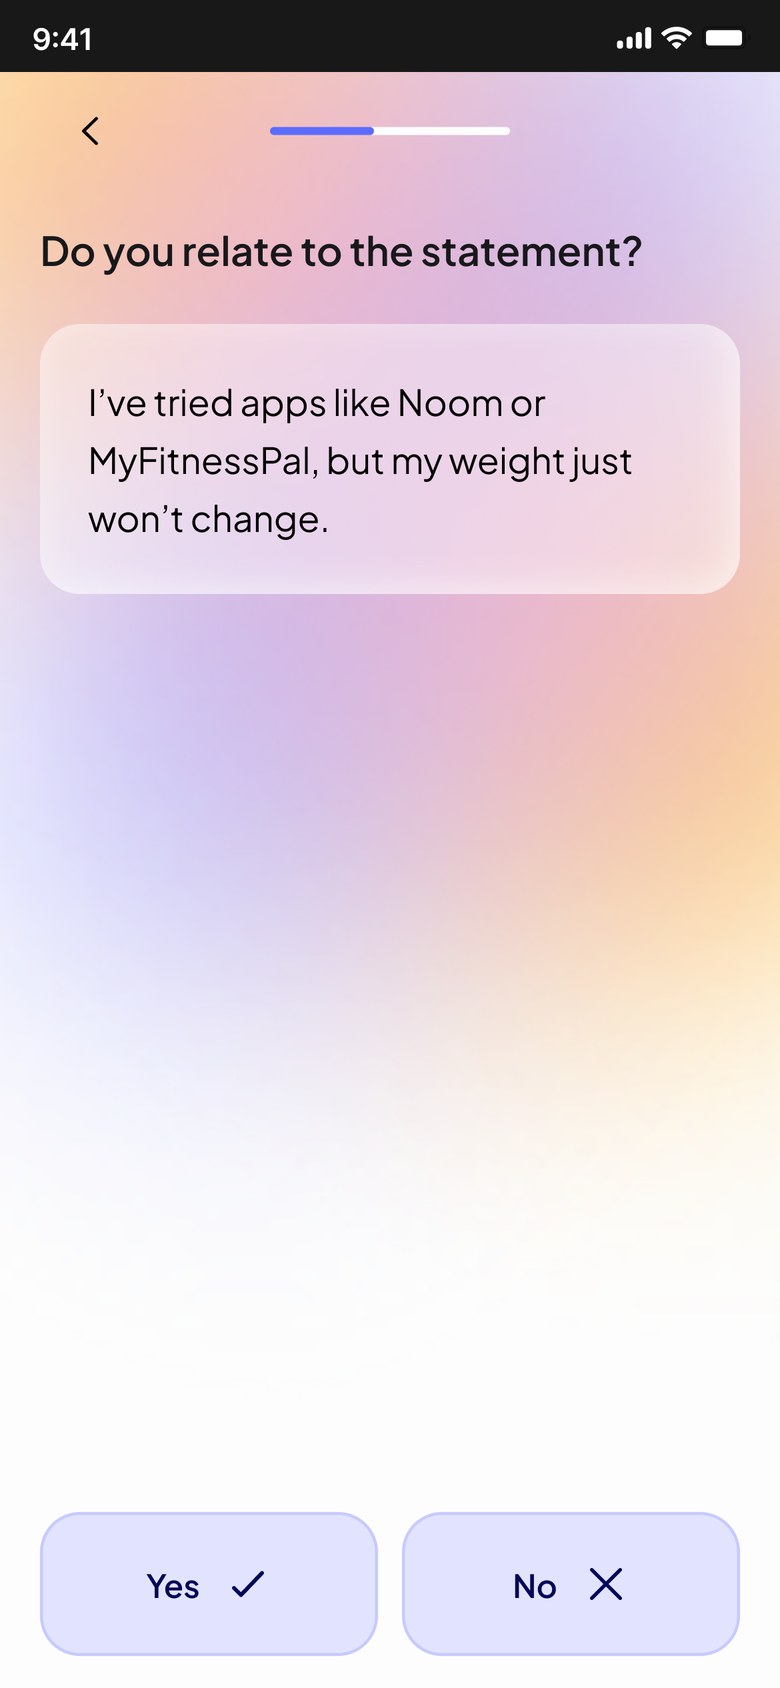 9:41
Do you relate to the statement?
I’ve tried apps like Noom or
MyFitnessPal, but my weight just
won’t change.
Yes
No